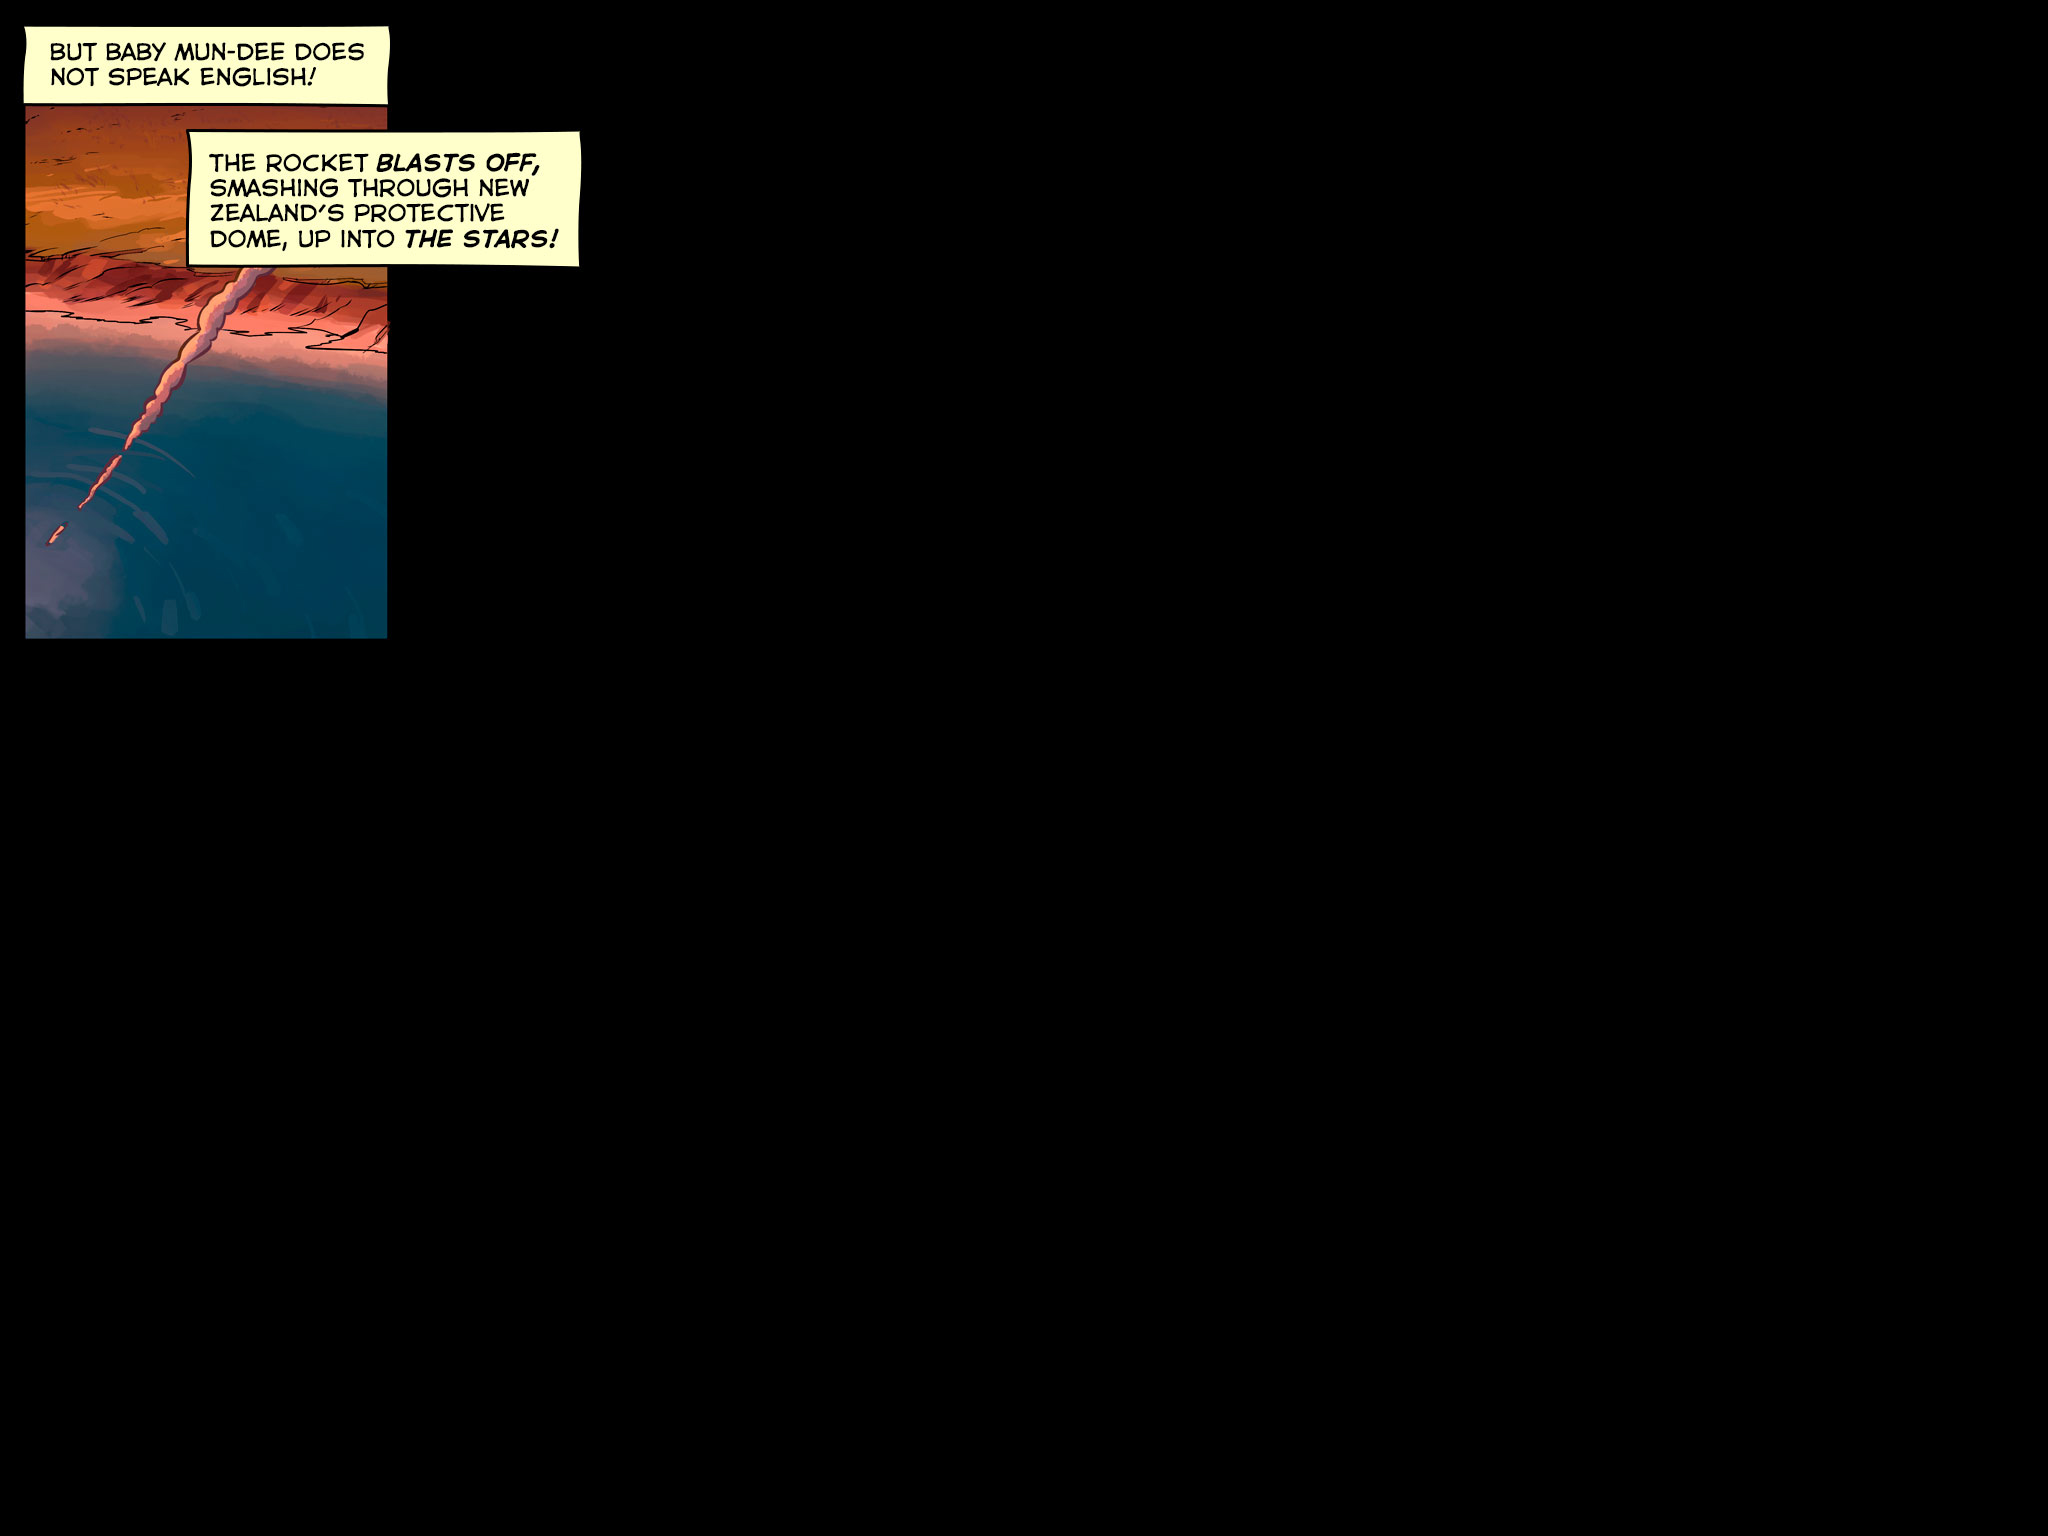 BUT BABY MUN-DEE DOES
NOT SPEAK ENGLISH!
THE ROCKET BLASTS OFF,
SMASHING THROUGH NEW
ZEALAND'S PROTECTIVE
DOME, UP INTO THE STARS!